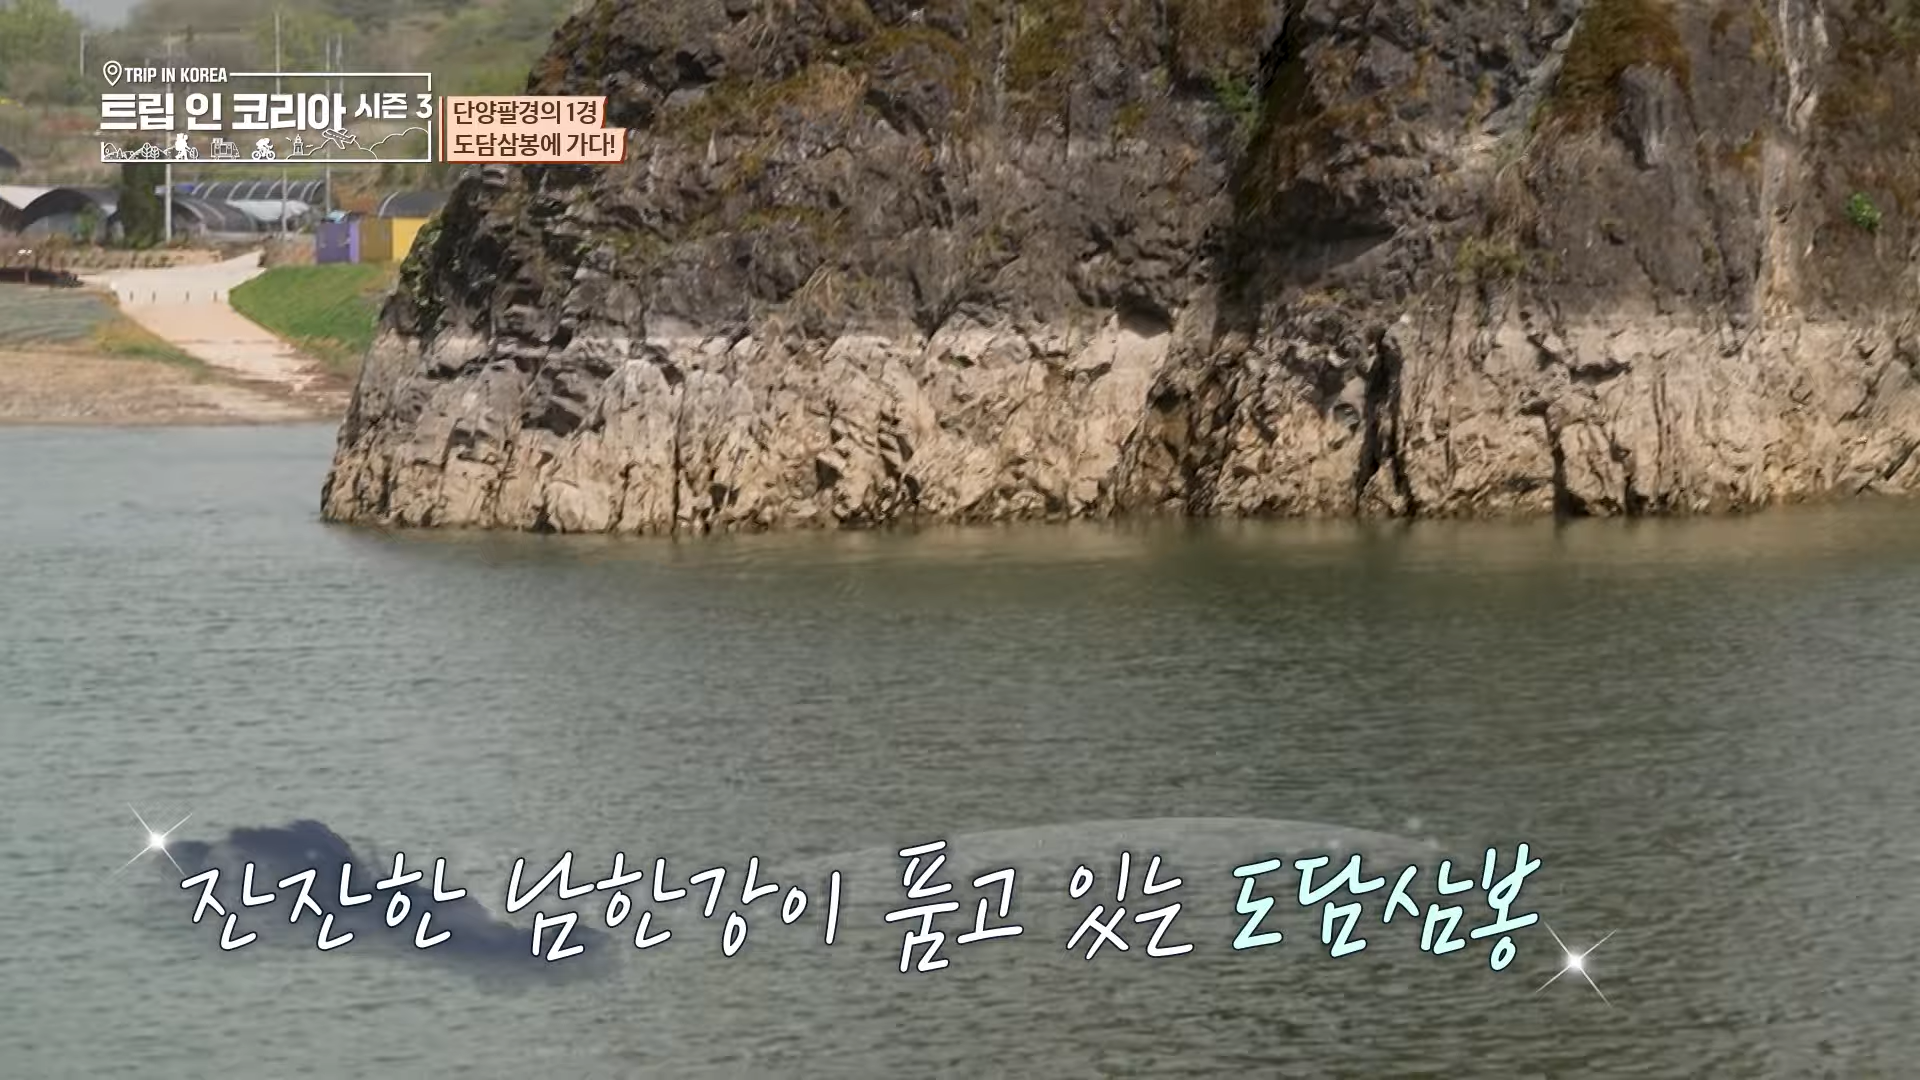 TRIP IN KOREA
트립 인 코리아 시즌 3
단양팔경의 1경
도담삼봉에 가다!
잔잔한 남한강이 품고 있는 도담삼봉